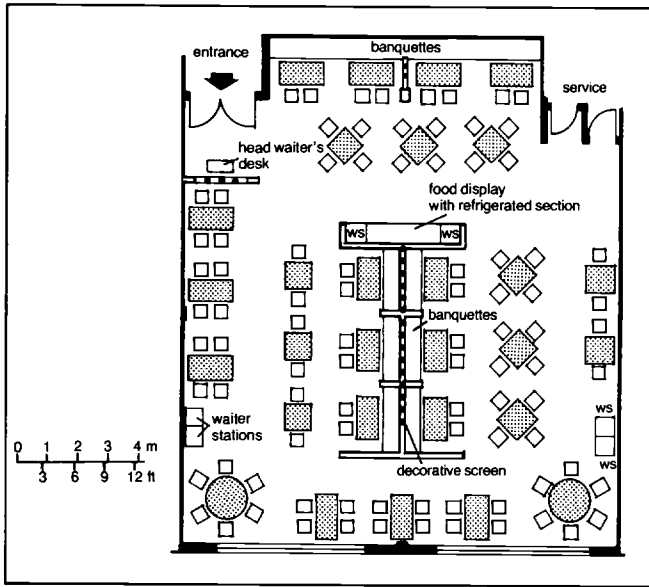 banquettes
entrance
service
head waiter's
desk
food display
with refrigerated section
ws
ws
banquettes
waiter
stations
ws
ws
decorative screen
0 1 2 3 4 m
3 6 9 12 ft